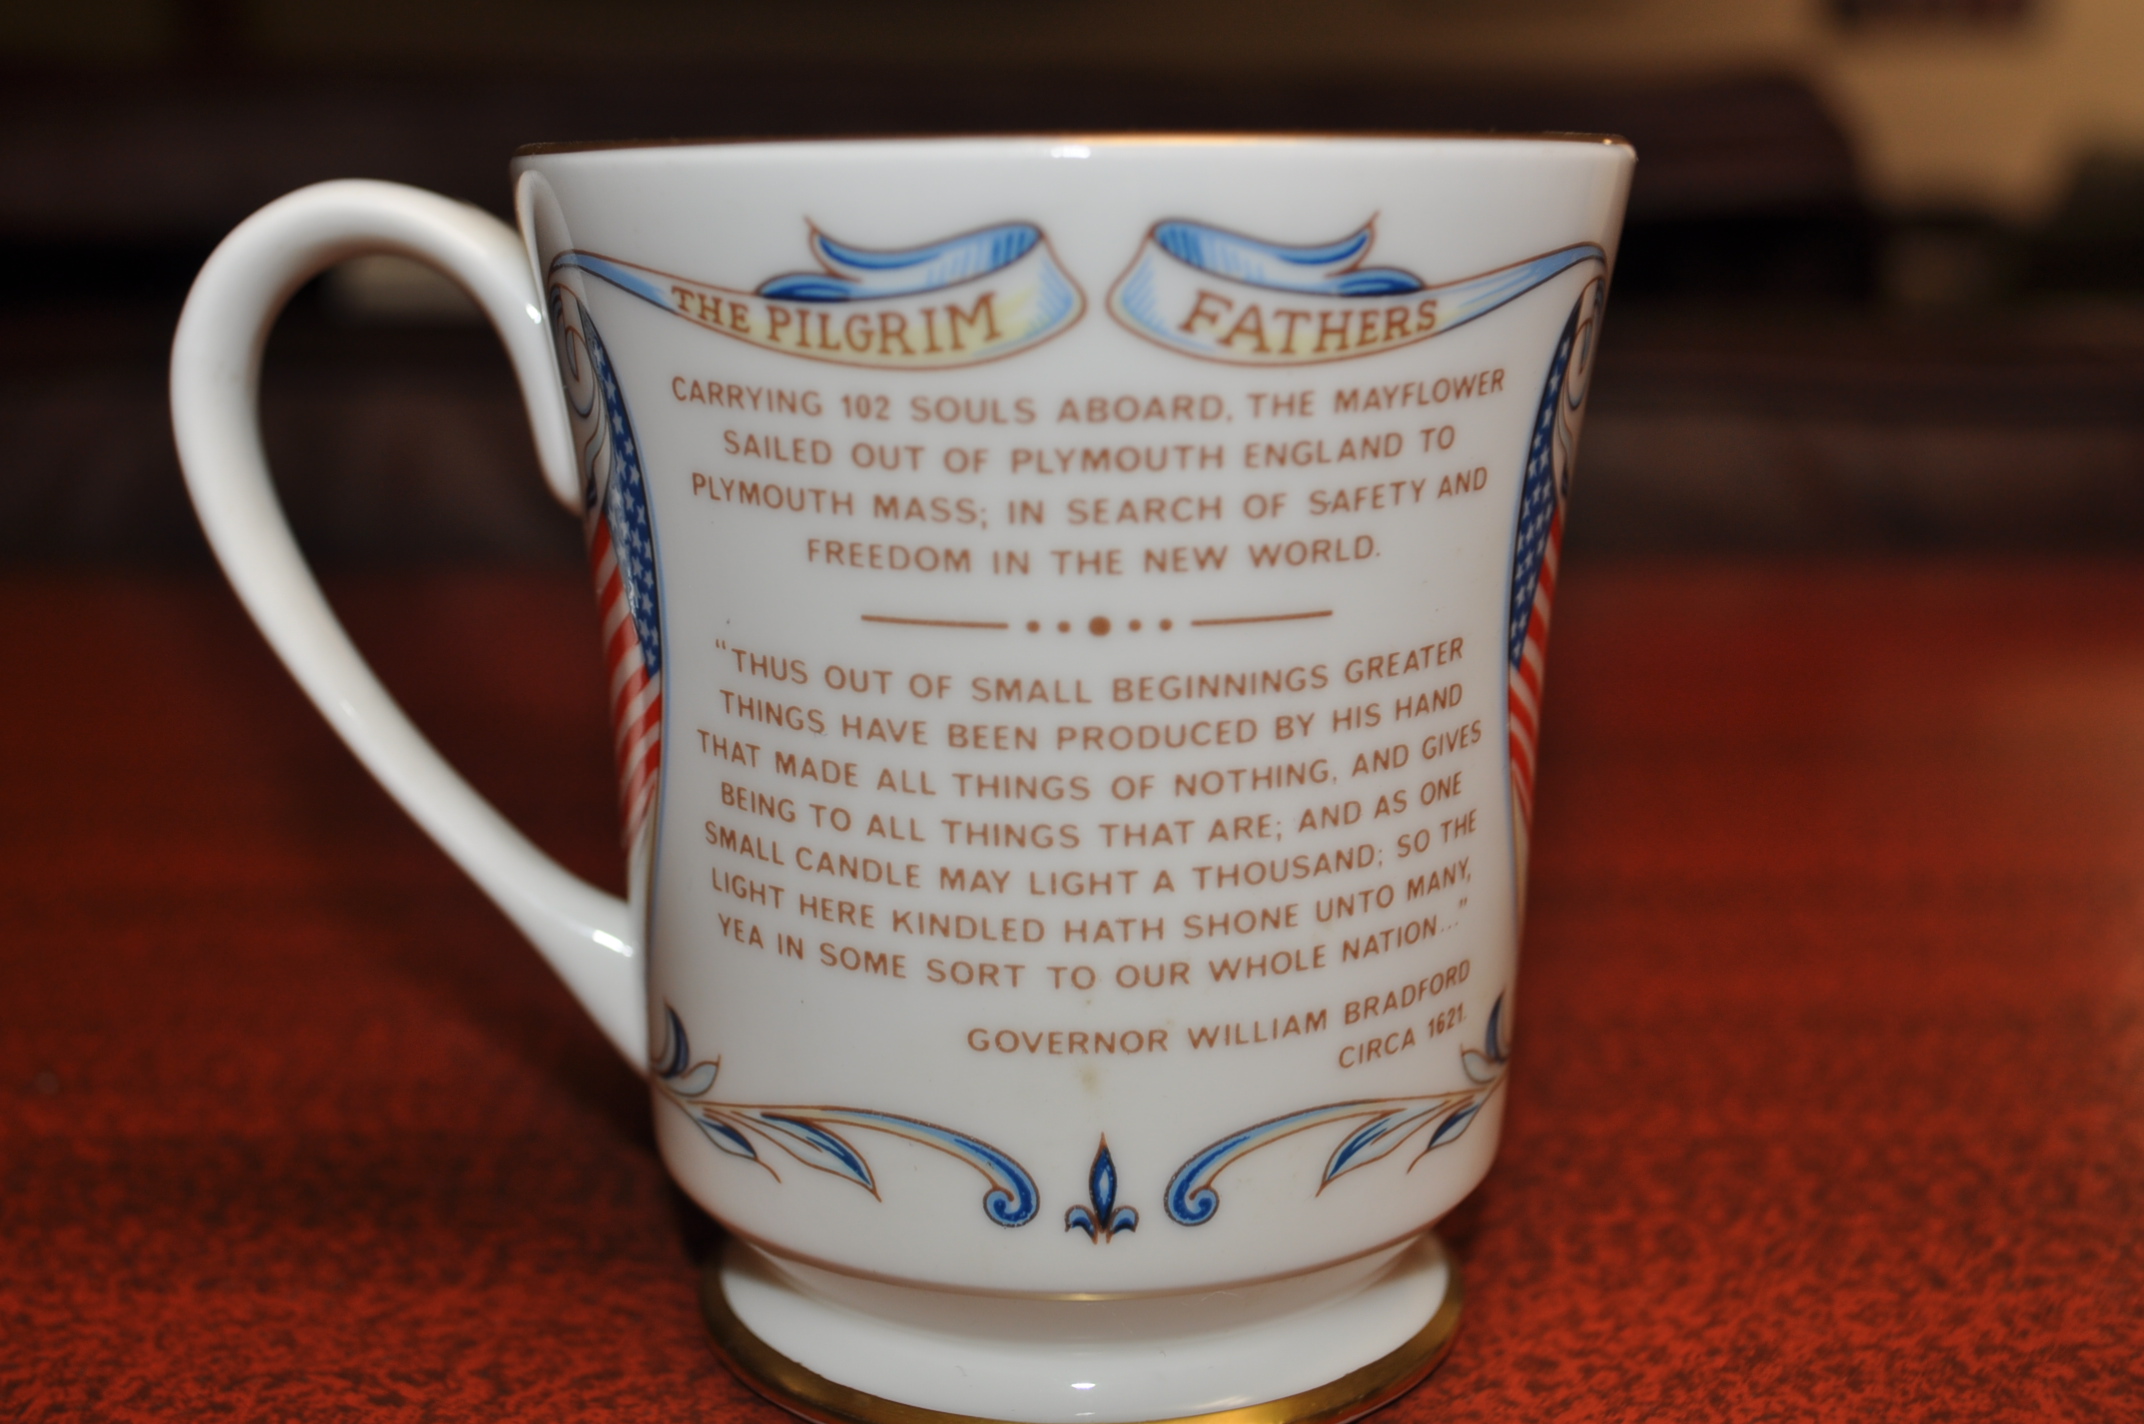 THE PILGRIM FATHERS
CARRYING 102 SOULS ABOARD, THE MAYFLOWER
SAILED OUT OF PLYMOUTH ENGLAND TO
PLYMOUTH MASS; IN SEARCH OF SAFETY AND
FREEDOM IN THE NEW WORLD.
"THUS OUT OF SMALL BEGINNINGS GREATER
THINGS HAVE BEEN PRODUCED BY HIS HAND
THAT MADE ALL THINGS OF NOTHING, AND GIVES
BEING TO ALL THINGS THAT ARE; AND AS ONE
SMALL CANDLE MAY LIGHT A THOUSAND; SO THE
LIGHT HERE KINDLED HATH SHONE UNTO MANY,
YEA IN SOME SORT TO OUR WHOLE NATION..."
GOVERNOR WILLIAM BRADFORD
CIRCA 1621.